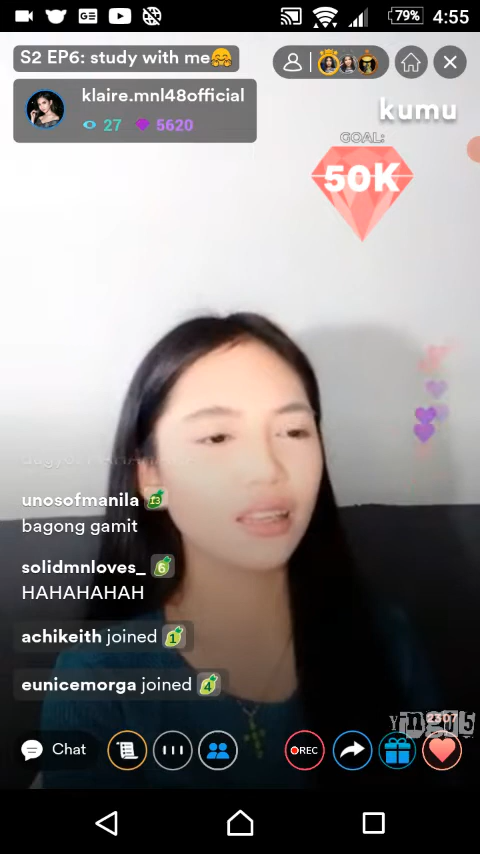 79% 4:55
S2 EP6: study with me🤗
klaire.mnl48official
27 5620
kumu
GOAL:
50K
unosofmanila 13
bagong gamit
solidmnloves_ 6
HAHAHAHAH
achikeith joined 1
eunicemorga joined 4
2307
Chat
REC